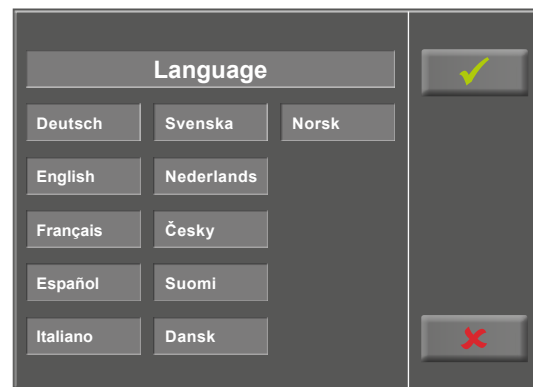 Language
Deutsch Svenska Norsk
English Nederlands
Français Česky
Español Suomi
Italiano Dansk